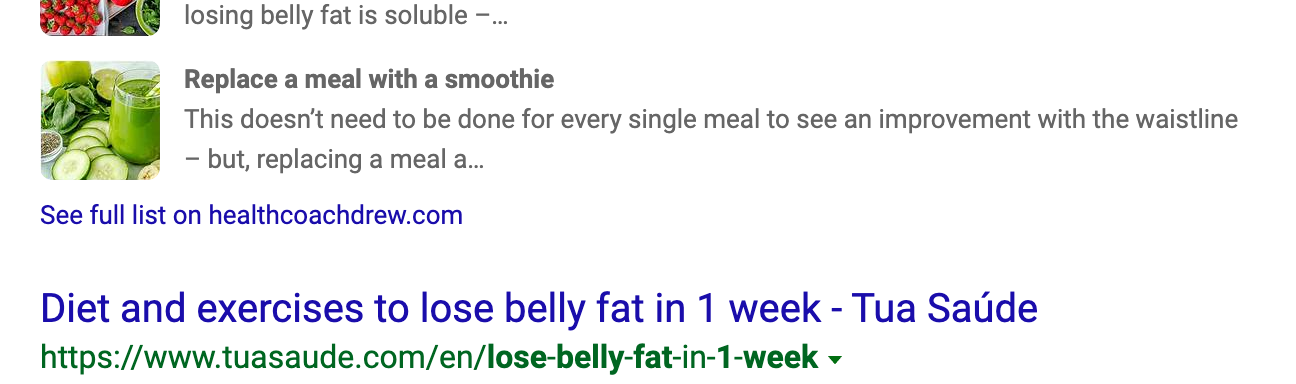 losing belly fat is soluble –...
Replace a meal with a smoothie
This doesn’t need to be done for every single meal to see an improvement with the waistline
– but, replacing a meal a...
See full list on healthcoachdrew.com
Diet and exercises to lose belly fat in 1 week - Tua Saúde
https://www.tuasaude.com/en/lose-belly-fat-in-1-week